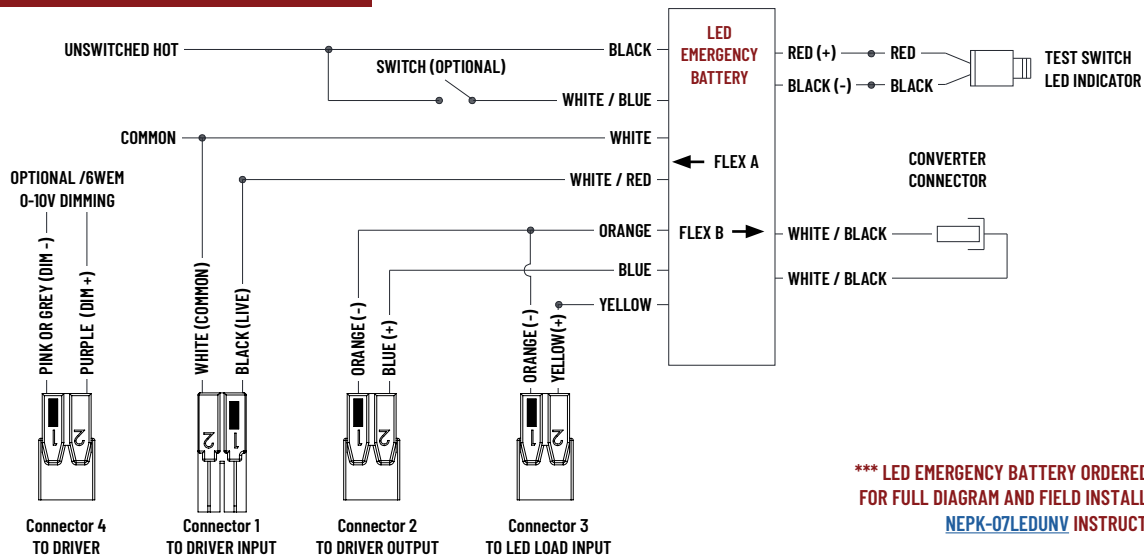 UNSWITCHED HOT
BLACK
LED
EMERGENCY
BATTERY
RED (+)
RED
TEST SWITCH
LED INDICATOR
SWITCH (OPTIONAL)
BLACK (-)
BLACK
WHITE / BLUE
COMMON
WHITE
FLEX A
CONVERTER
CONNECTOR
OPTIONAL /6WEM
0-10V DIMMING
WHITE / RED
ORANGE
FLEX B
WHITE / BLACK
BLUE
WHITE / BLACK
YELLOW
PINK OR GREY (DIM -)
PURPLE (DIM +)
WHITE (COMMON)
BLACK (LIVE)
ORANGE (-)
BLUE (+)
ORANGE (-)
YELLOW(+)
1 2
2 1
1 2
1 2
Connector 4
TO DRIVER
Connector 1
TO DRIVER INPUT
Connector 2
TO DRIVER OUTPUT
Connector 3
TO LED LOAD INPUT
*** LED EMERGENCY BATTERY ORDERED
FOR FULL DIAGRAM AND FIELD INSTALL
NEPK-07LEDUNV INSTRUCT